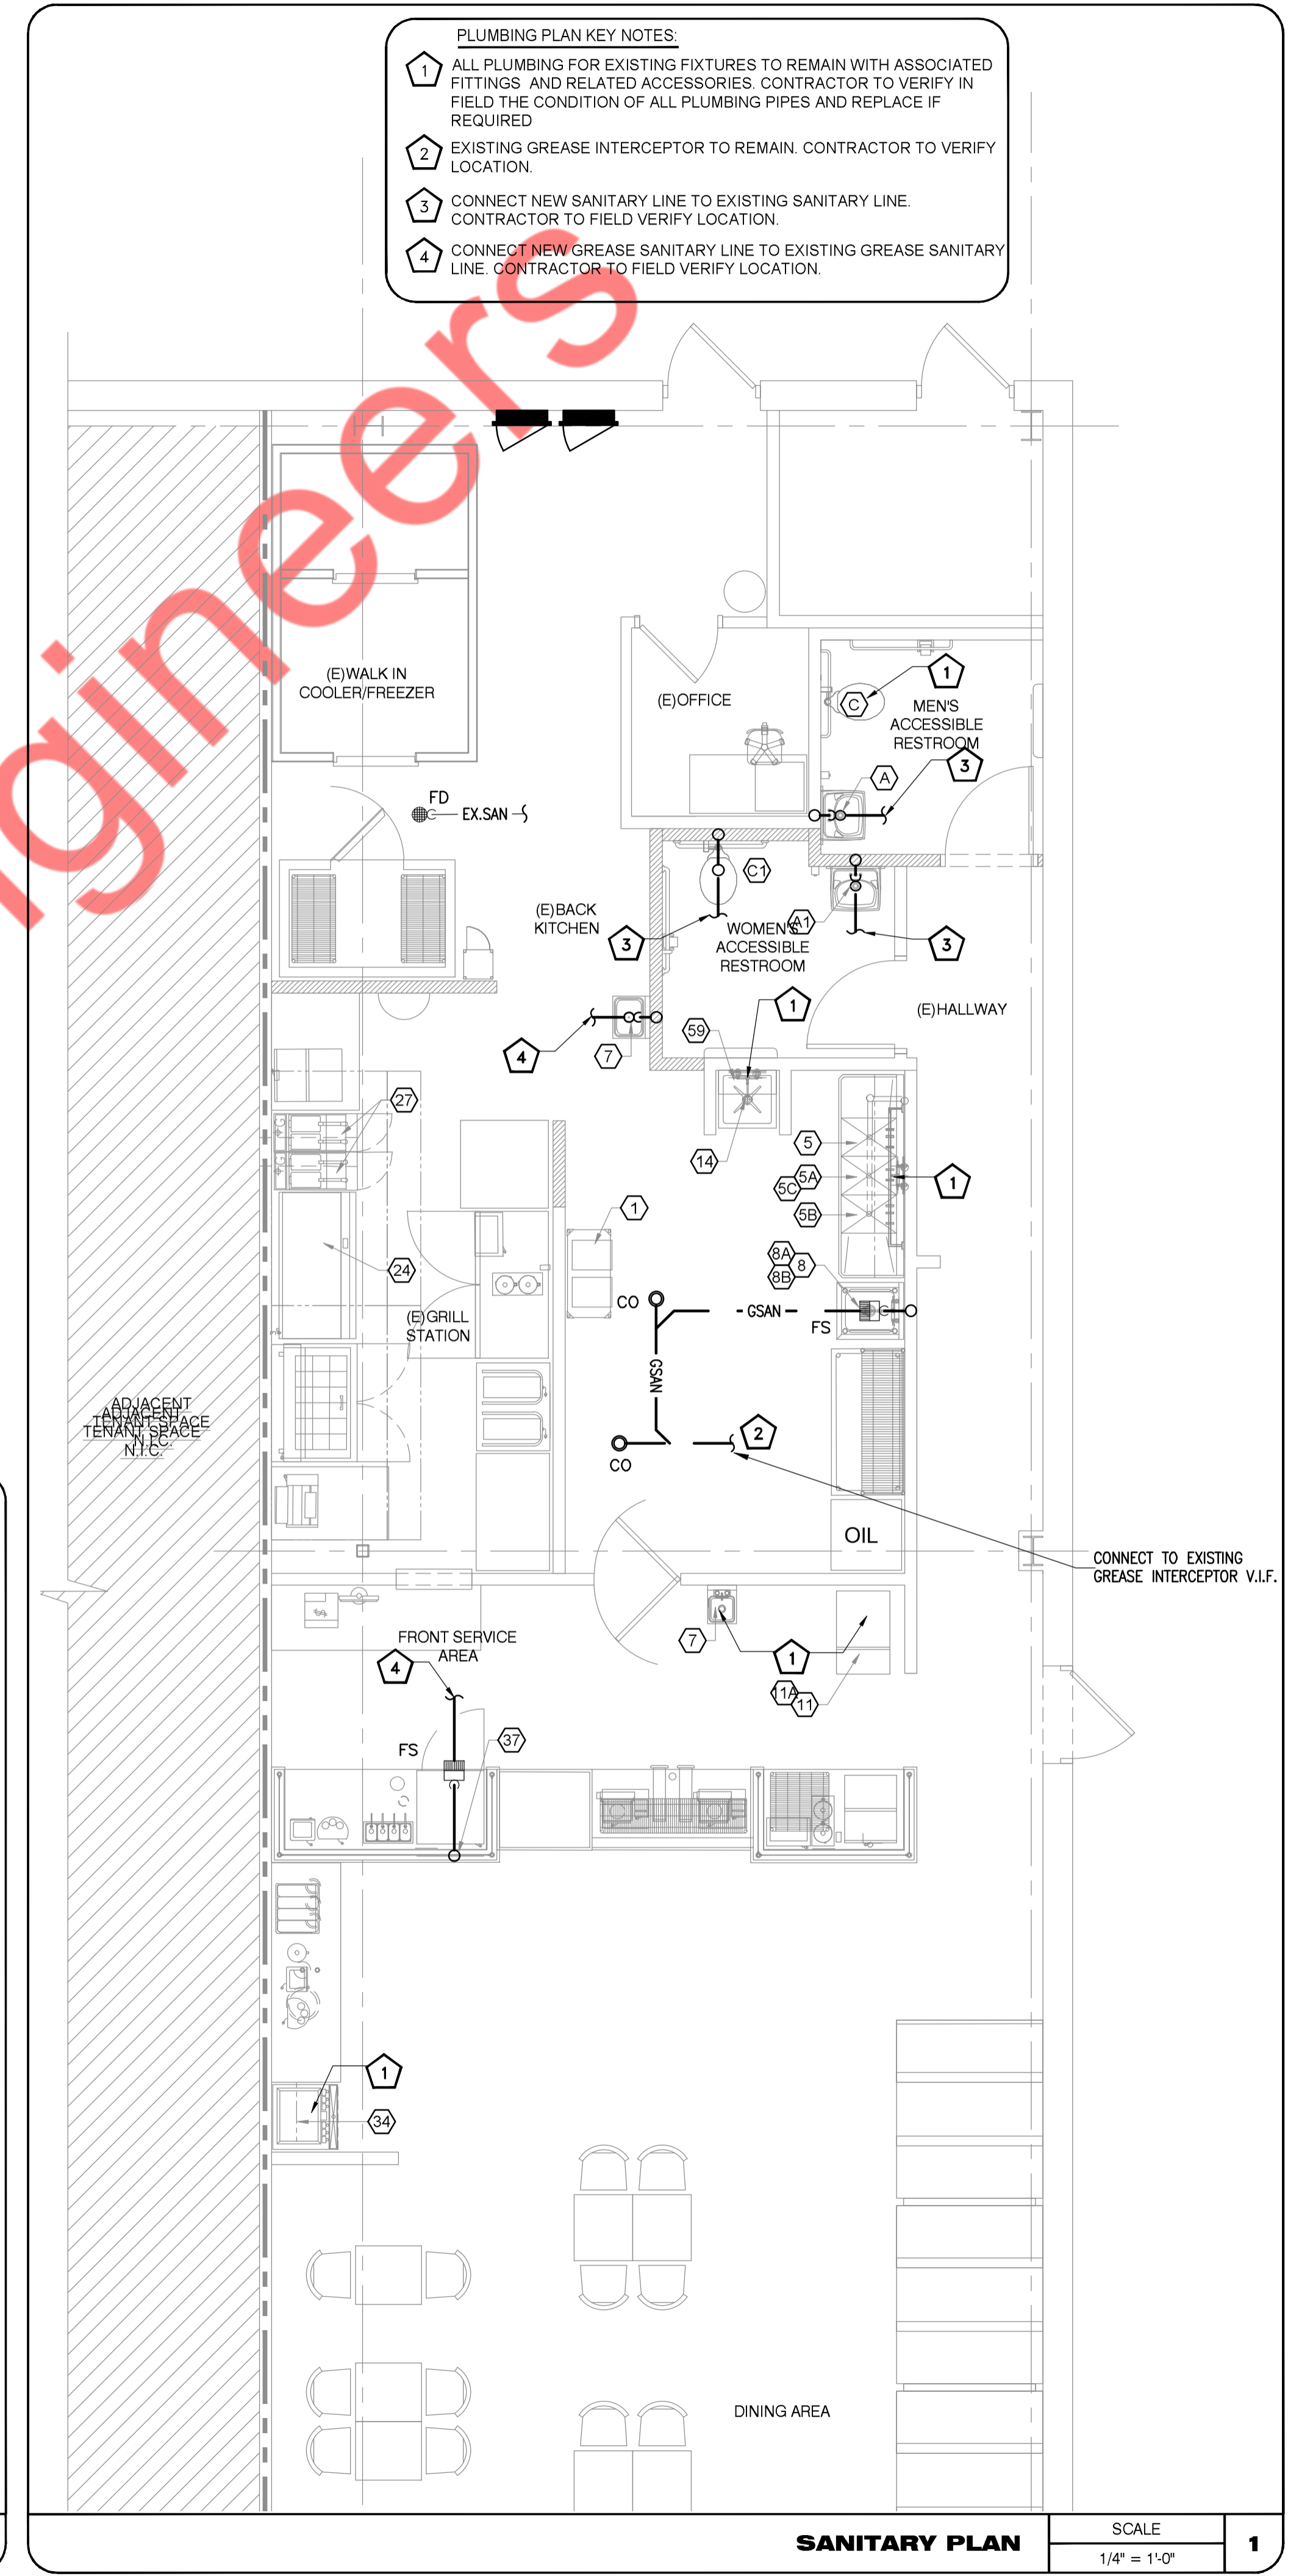 PLUMBING PLAN KEY NOTES:
1
ALL PLUMBING FOR EXISTING FIXTURES TO REMAIN WITH ASSOCIATED
FITTINGS AND RELATED ACCESSORIES. CONTRACTOR TO VERIFY IN
FIELD THE CONDITION OF ALL PLUMBING PIPES AND REPLACE IF
REQUIRED
2
EXISTING GREASE INTERCEPTOR TO REMAIN. CONTRACTOR TO VERIFY
LOCATION.
3
CONNECT NEW SANITARY LINE TO EXISTING SANITARY LINE.
CONTRACTOR TO FIELD VERIFY LOCATION.
4
CONNECT NEW GREASE SANITARY LINE TO EXISTING GREASE SANITARY
LINE. CONTRACTOR TO FIELD VERIFY LOCATION.
gineers
(E)WALK IN
COOLER/FREEZER
(E)OFFICE
1
C
MEN'S
ACCESSIBLE
RESTROOM
3
A
FD
EX.SAN
C1
(E)BACK
KITCHEN
3
WOMEN'S
ACCESSIBLE
RESTROOM
A1
3
1
(E)HALLWAY
59
4
7
27
G
G
14
5
5A
5C
5B
1
1
8A
8
8B
24
(E)GRILL
STATION
CO
GSAN
FS
GSAN
ADJACENT
TENANT SPACE
N.I.C.
ADJACENT
TENANT SPACE
N.I.C.
2
CO
OIL
CONNECT TO EXISTING
GREASE INTERCEPTOR V.I.F.
$
FRONT SERVICE
AREA
4
7
1
11A
11
FS
37
1
34
DINING AREA
SANITARY PLAN
SCALE
1/4" = 1'-0"
1